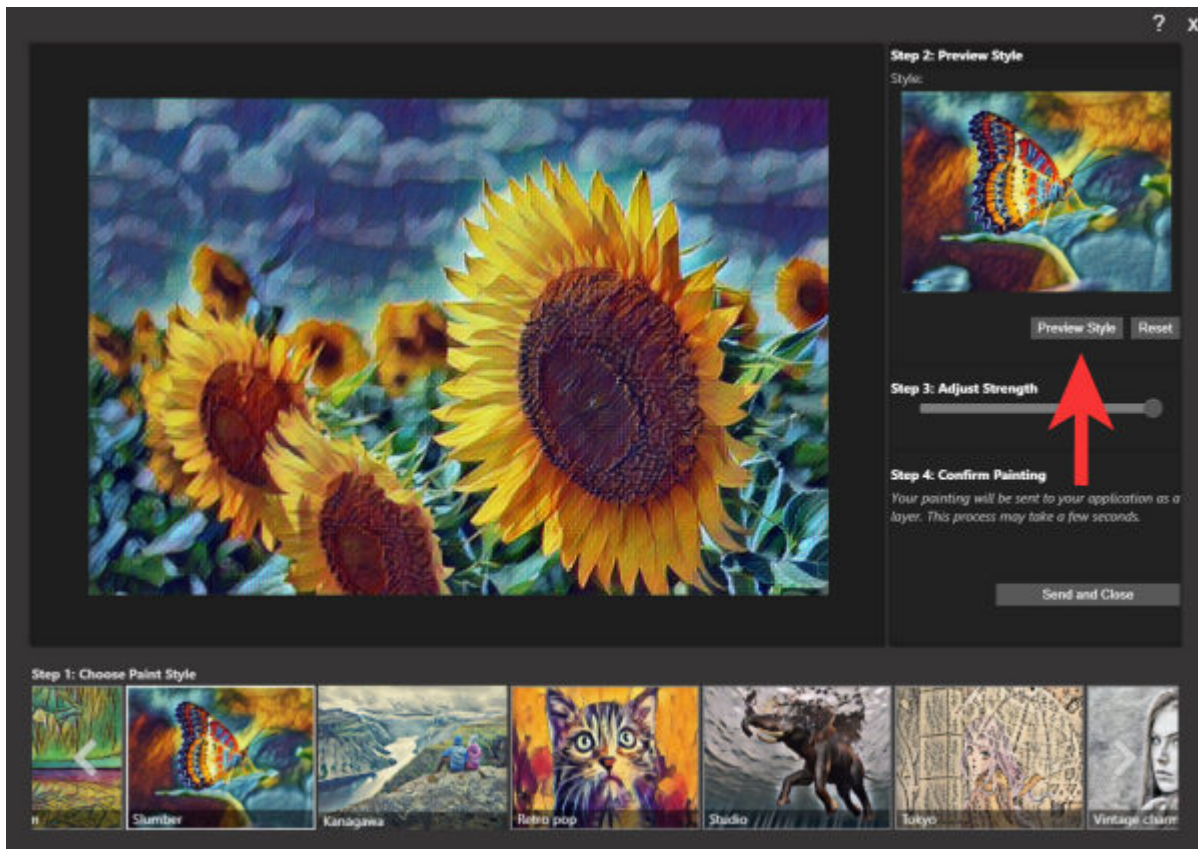 ? x
Step 2: Preview Style
Style:
Preview Style Reset
Step 3: Adjust Strength
Step 4: Confirm Painting
Your painting will be sent to your application as a
layer. This process may take a few seconds.
Send and Close
Step 1: Choose Paint Style
Slumber Kanagawa Retro pop Studio Tokyo Vintage charm